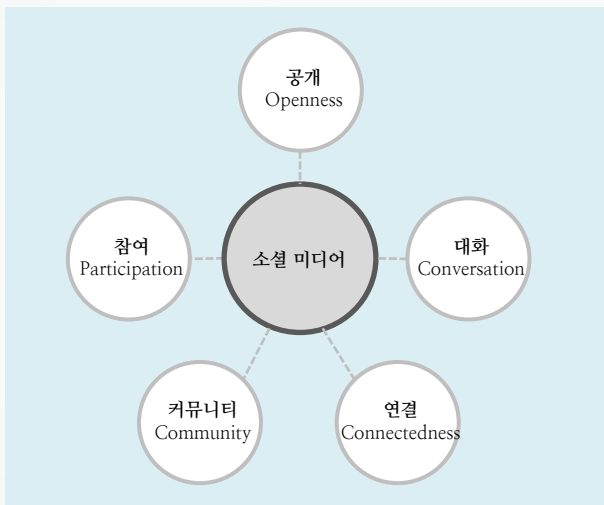 공개
Openness
참여
Participation
소셜 미디어
대화
Conversation
커뮤니티
Community
연결
Connectedness